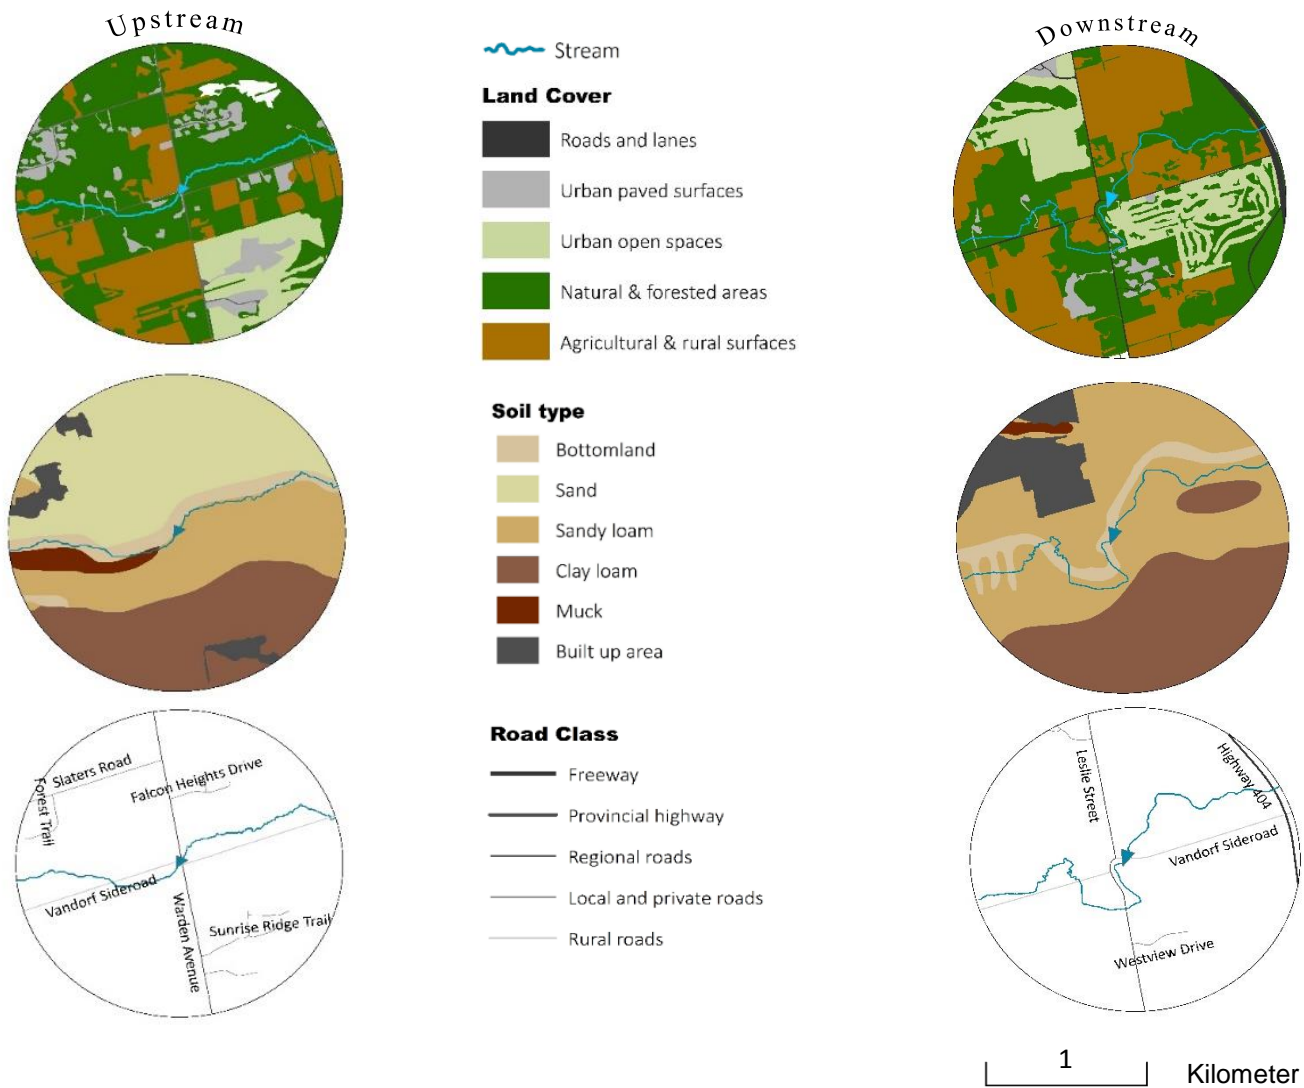 Upstream
Downstream
Stream
Land Cover
Roads and lanes
Urban paved surfaces
Urban open spaces
Natural & forested areas
Agricultural & rural surfaces
Soil type
Bottomland
Sand
Sandy loam
Clay loam
Muck
Built up area
Road Class
Freeway
Provincial highway
Regional roads
Local and private roads
Rural roads
Slaters Road
Forest Trail
Falcon Heights Drive
Vandorf Sideroad
Warden Avenue
Sunrise Ridge Trail
Leslie Street
Highway 404
Vandorf Sideroad
Westview Drive
1
Kilometer